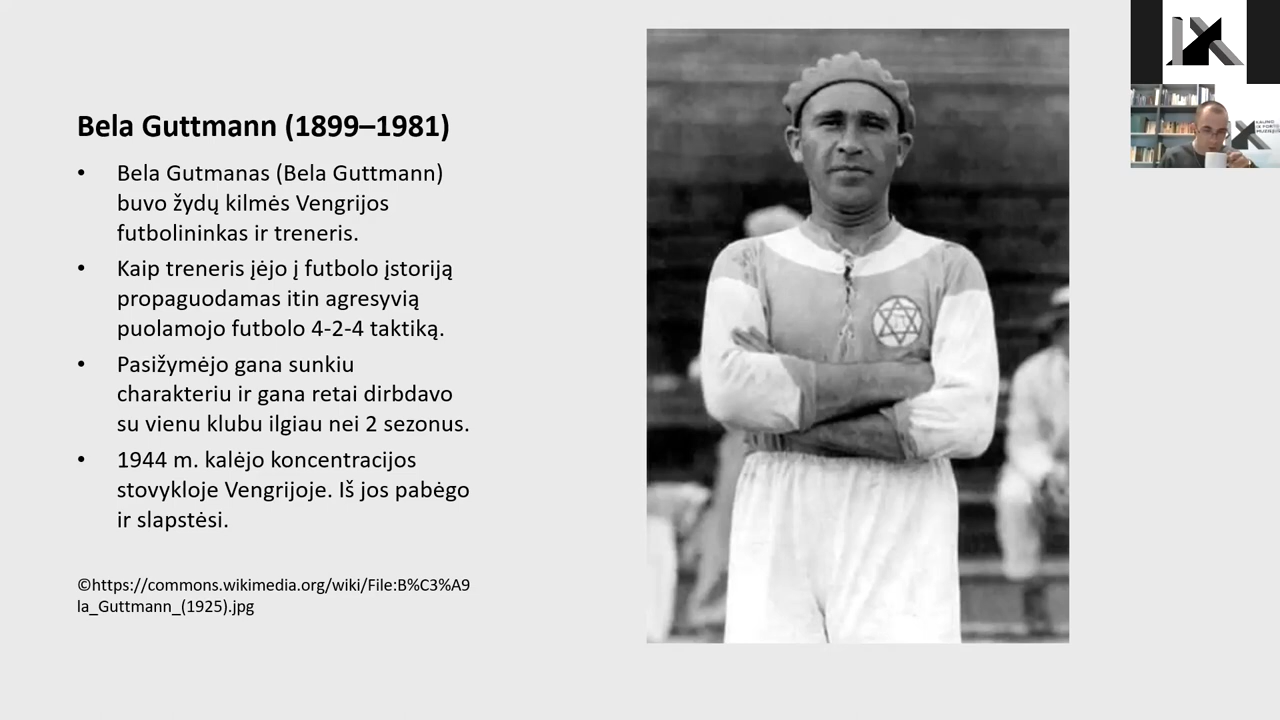 Bela Guttmann (1899–1981)
• Bela Gutmanas (Bela Guttmann)
buvo žydų kilmės Vengrijos
futbolininkas ir treneris.
• Kaip treneris įėjo į futbolo įstoriją
propaguodamas itin agresyvią
puolamojo futbolo 4-2-4 taktiką.
• Pasižymėjo gana sunkiu
charakteriu ir gana retai dirbdavo
su vienu klubu ilgiau nei 2 sezonus.
• 1944 m. kalėjo koncentracijos
stovykloje Vengrijoje. Iš jos pabėgo
ir slapstėsi.
©https://commons.wikimedia.org/wiki/File:B%C3%A9
la_Guttmann_(1925).jpg